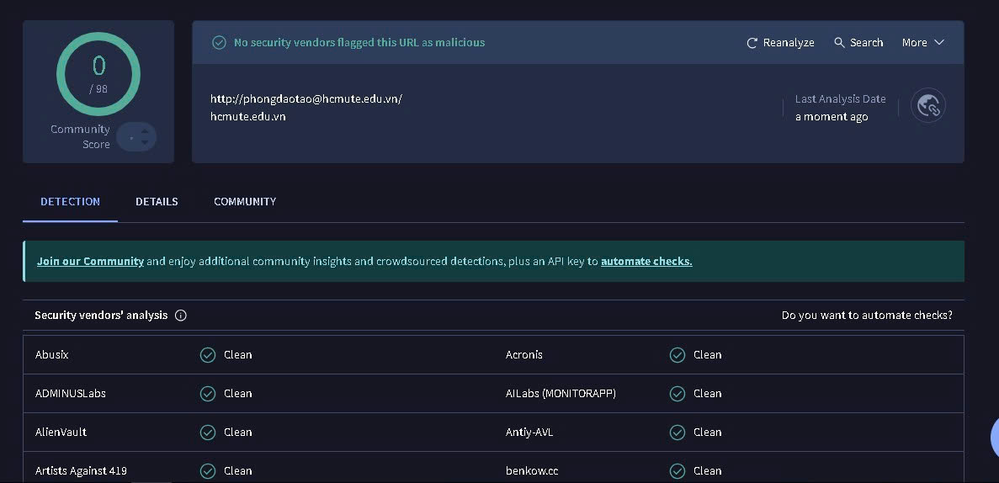 0
/ 98
Community
Score
No security vendors flagged this URL as malicious
Reanalyze
Search
More
http://phongdaotao@hcmute.edu.vn/
hcmute.edu.vn
Last Analysis Date
a moment ago
DETECTION
DETAILS
COMMUNITY
Join our Community and enjoy additional community insights and crowdsourced detections, plus an API key to automate checks.
Security vendors' analysis
Do you want to automate checks?
Abusix Clean Acronis Clean
ADMINUSLabs Clean AILabs (MONITORAPP) Clean
AlienVault Clean Antiy-AVL Clean
Artists Against 419 Clean benkow.cc Clean